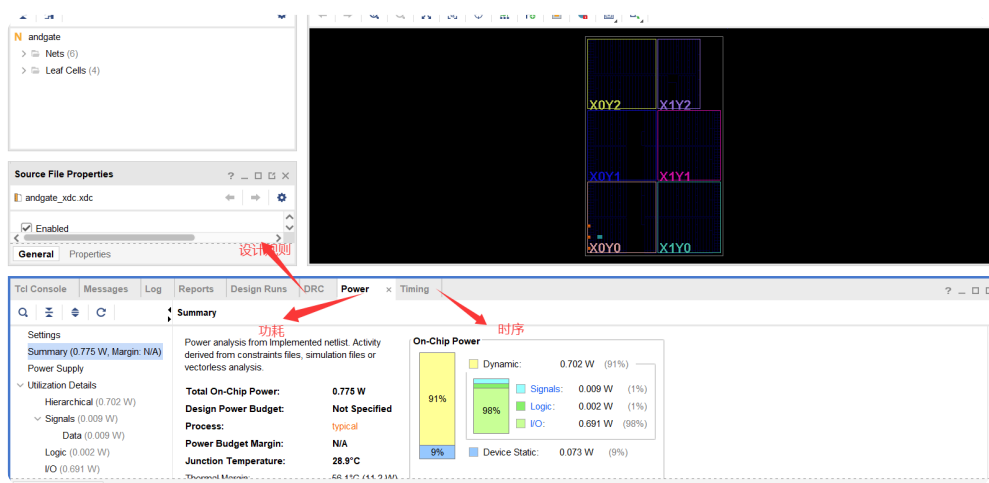 andgate
Nets (6)
Leaf Cells (4)
X0Y2
X1Y2
X0Y1
X1Y1
X0Y0
X1Y0
Source File Properties
andgate_xdc.xdc
Enabled
General Properties
设计规则
Tcl Console Messages Log Reports Design Runs DRC Power Timing
功耗
时序
Summary
Settings
Summary (0.775 W, Margin: N/A)
Power Supply
Utilization Details
Hierarchical (0.702 W)
Signals (0.009 W)
Data (0.009 W)
Logic (0.002 W)
I/O (0.691 W)
Power analysis from Implemented netlist. Activity
derived from constraints files, simulation files or
vectorless analysis.
Total On-Chip Power: 0.775 W
Design Power Budget: Not Specified
Process: typical
Power Budget Margin: N/A
Junction Temperature: 28.9°C
Thermal Margin: 56.1°C (11.2 W)
On-Chip Power
91%
9%
98%
Dynamic: 0.702 W (91%)
Signals: 0.009 W (1%)
Logic: 0.002 W (1%)
I/O: 0.691 W (98%)
Device Static: 0.073 W (9%)